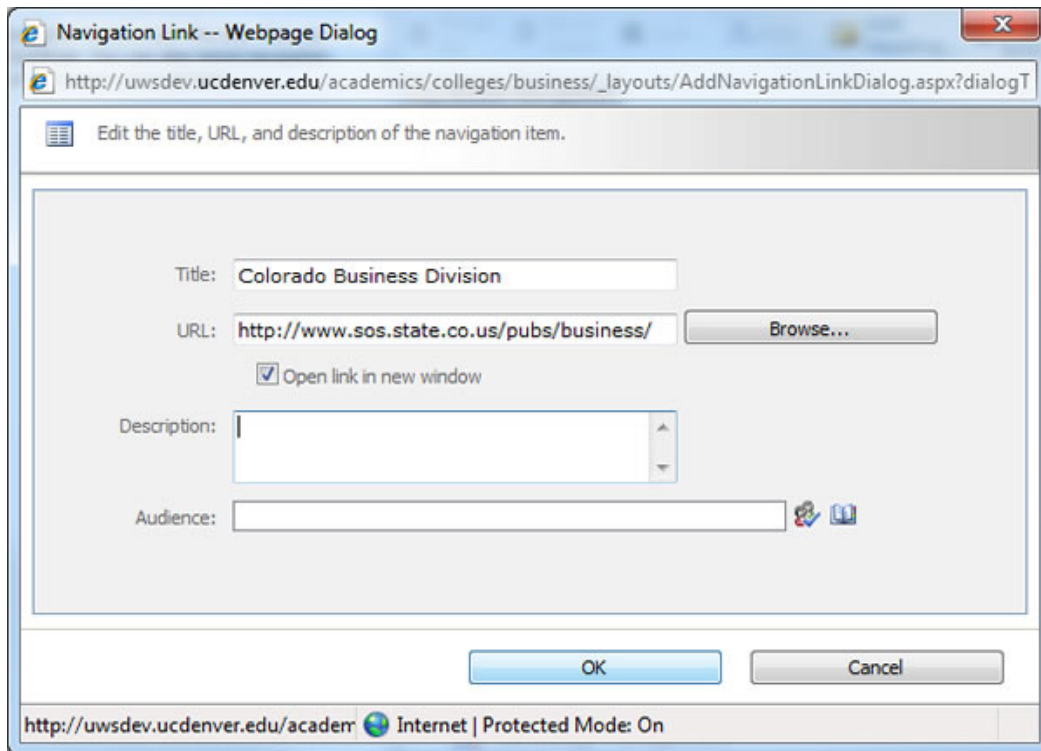 Navigation Link -- Webpage Dialog
http://uwsdev.ucdenver.edu/academics/colleges/business/_layouts/AddNavigationLinkDialog.aspx?dialogT
Edit the title, URL, and description of the navigation item.
Title: Colorado Business Division
URL: http://www.sos.state.co.us/pubs/business/ Browse...
Open link in new window
Description:
Audience:
OK Cancel
http://uwsdev.ucdenver.edu/academ Internet | Protected Mode: On